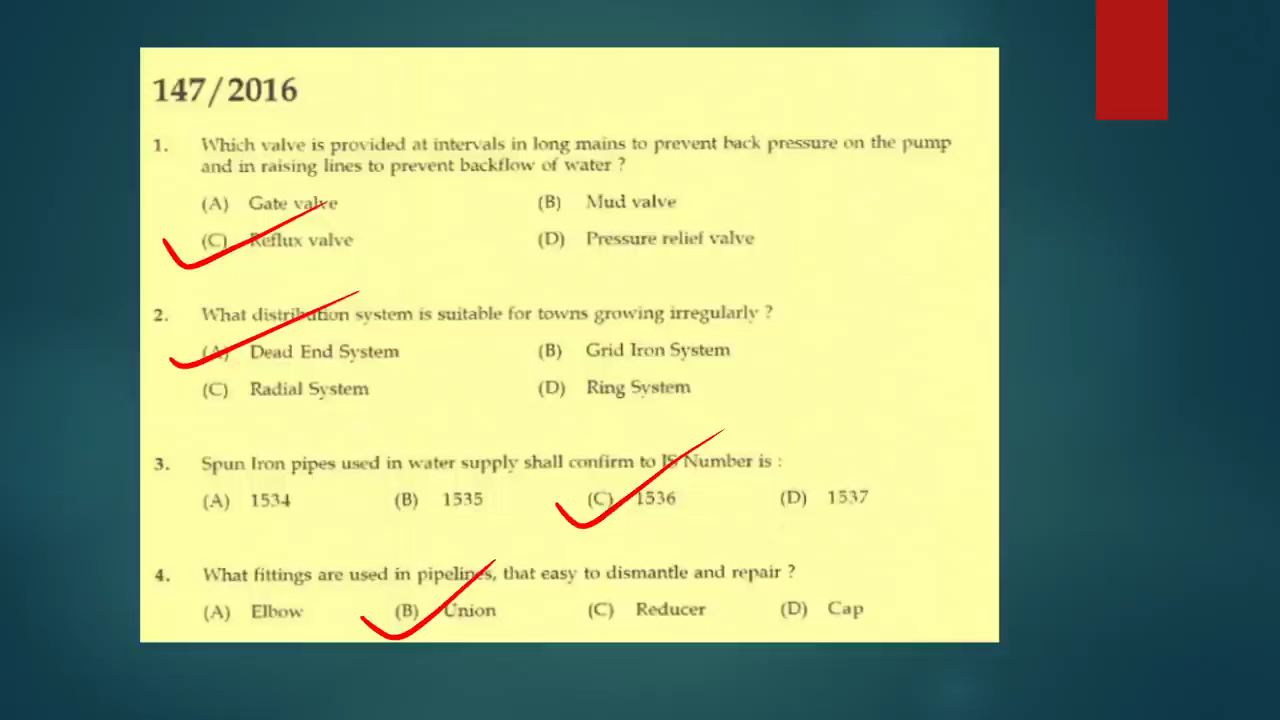 147/2016
1. Which valve is provided at intervals in long mains to prevent back pressure on the pump
and in raising lines to prevent backflow of water ?
(A) Gate valve (B) Mud valve
(C) Reflux valve (D) Pressure relief valve
2. What distribution system is suitable for towns growing irregularly ?
(A) Dead End System (B) Grid Iron System
(C) Radial System (D) Ring System
3. Spun Iron pipes used in water supply shall confirm to IS Number is :
(A) 1534 (B) 1535 (C) 1536 (D) 1537
4. What fittings are used in pipelines, that easy to dismantle and repair ?
(A) Elbow (B) Union (C) Reducer (D) Cap